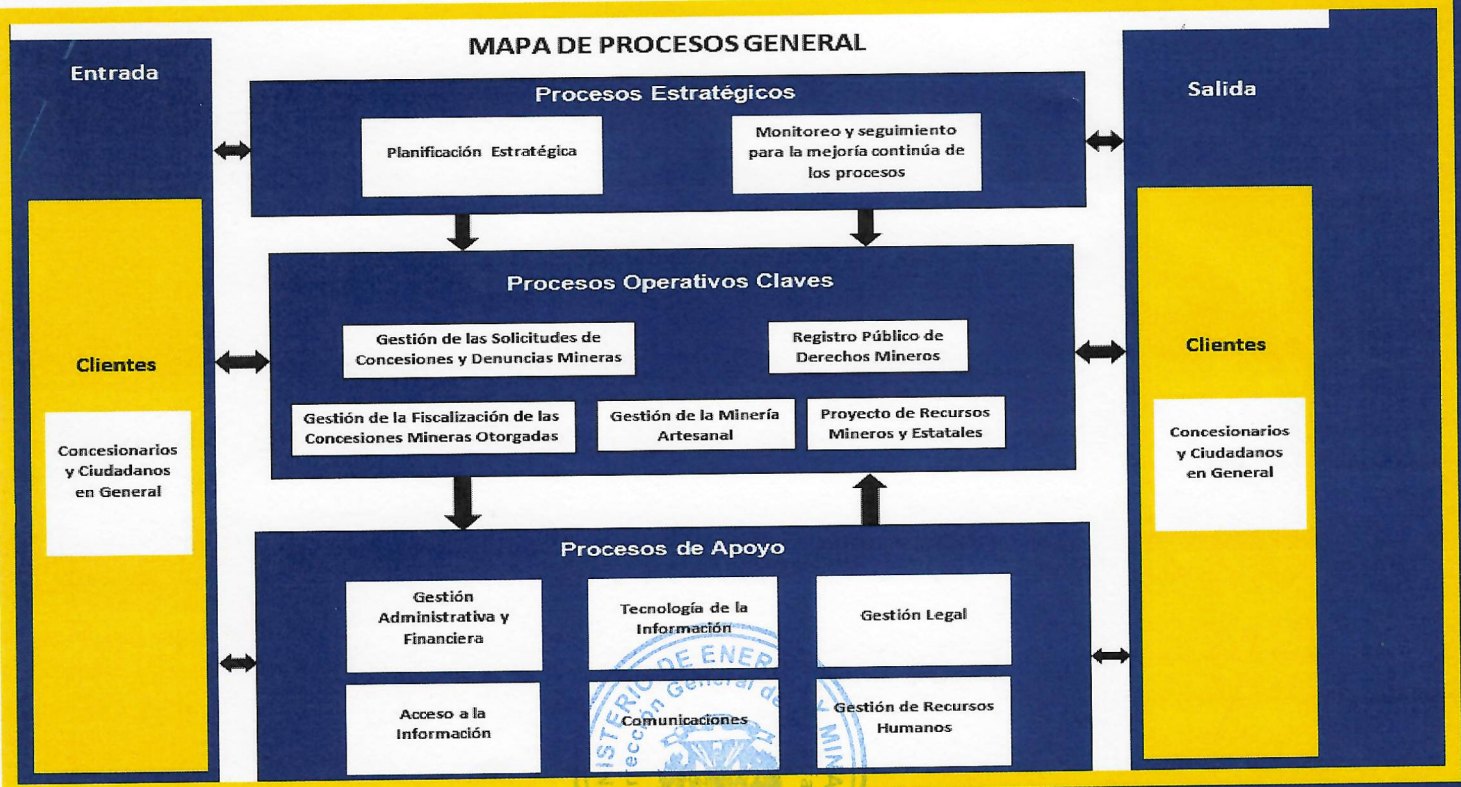 MAPA DE PROCESOS GENERAL
Entrada
Clientes
Concesionarios
y Ciudadanos
en General
Procesos Estratégicos
Planificación Estratégica
Monitoreo y seguimiento
para la mejoría continúa de
los procesos
Procesos Operativos Claves
Gestión de las Solicitudes de
Concesiones y Denuncias Mineras
Registro Público de
Derechos Mineros
Gestión de la Fiscalización de las
Concesiones Mineras Otorgadas
Gestión de la Minería
Artesanal
Proyecto de Recursos
Mineros y Estatales
Procesos de Apoyo
Gestión
Administrativa y
Financiera
Tecnología de la
Información
Gestión Legal
Acceso a la
Información
Comunicaciones
Gestión de Recursos
Humanos
Salida
Clientes
Concesionarios
y Ciudadanos
en General
DE
General de
Y